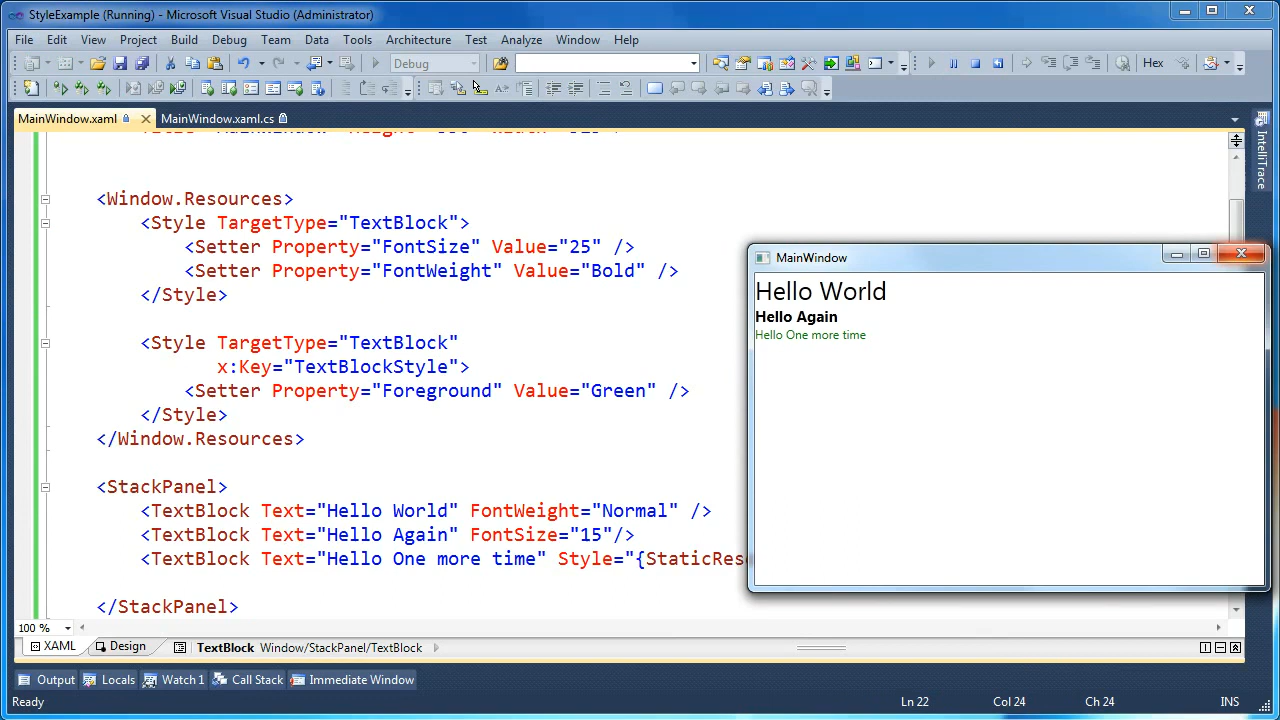 StyleExample (Running) - Microsoft Visual Studio (Administrator)
File Edit View Project Build Debug Team Data Tools Architecture Test Analyze Window Help
Debug
Hex
MainWindow.xaml
MainWindow.xaml.cs
IntelliTrace
<Window.Resources>
<Style TargetType="TextBlock">
<Setter Property="FontSize" Value="25" />
<Setter Property="FontWeight" Value="Bold" />
</Style>
<Style TargetType="TextBlock"
x:Key="TextBlockStyle">
<Setter Property="Foreground" Value="Green" />
</Style>
</Window.Resources>
<StackPanel>
<TextBlock Text="Hello World" FontWeight="Normal" />
<TextBlock Text="Hello Again" FontSize="15"/>
<TextBlock Text="Hello One more time" Style="{StaticReso
</StackPanel>
MainWindow
Hello World
Hello Again
Hello One more time
100 %
XAML Design TextBlock Window/StackPanel/TextBlock
Output Locals Watch 1 Call Stack Immediate Window
Ready Ln 22 Col 24 Ch 24 INS